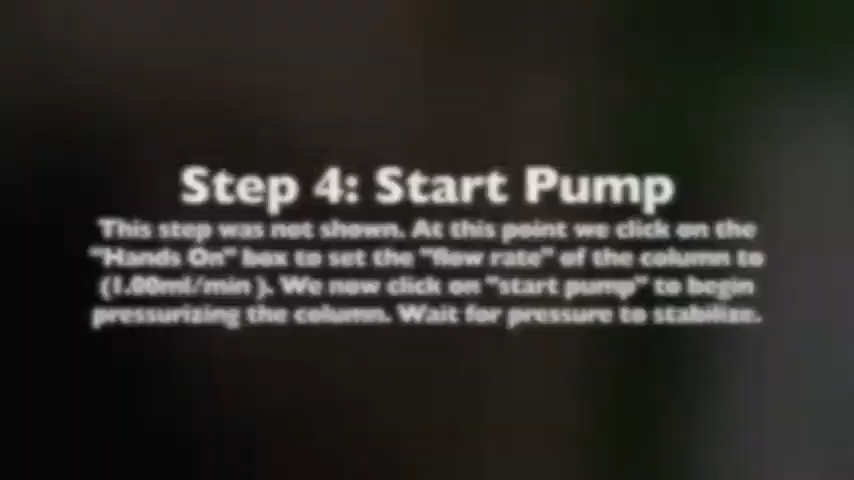 Step 4: Start Pump
This step was not shown. At this point we click on the
"Hands On" box to set the "flow rate" of the column to
(1.00ml/min ). We now click on "start pump" to begin
pressurizing the column. Wait for pressure to stabilize.